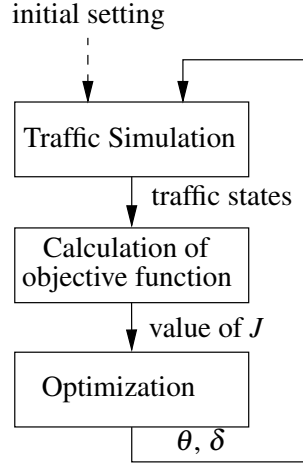 initial setting
Traffic Simulation
traffic states
Calculation of
objective function
value of J
Optimization
θ, δ